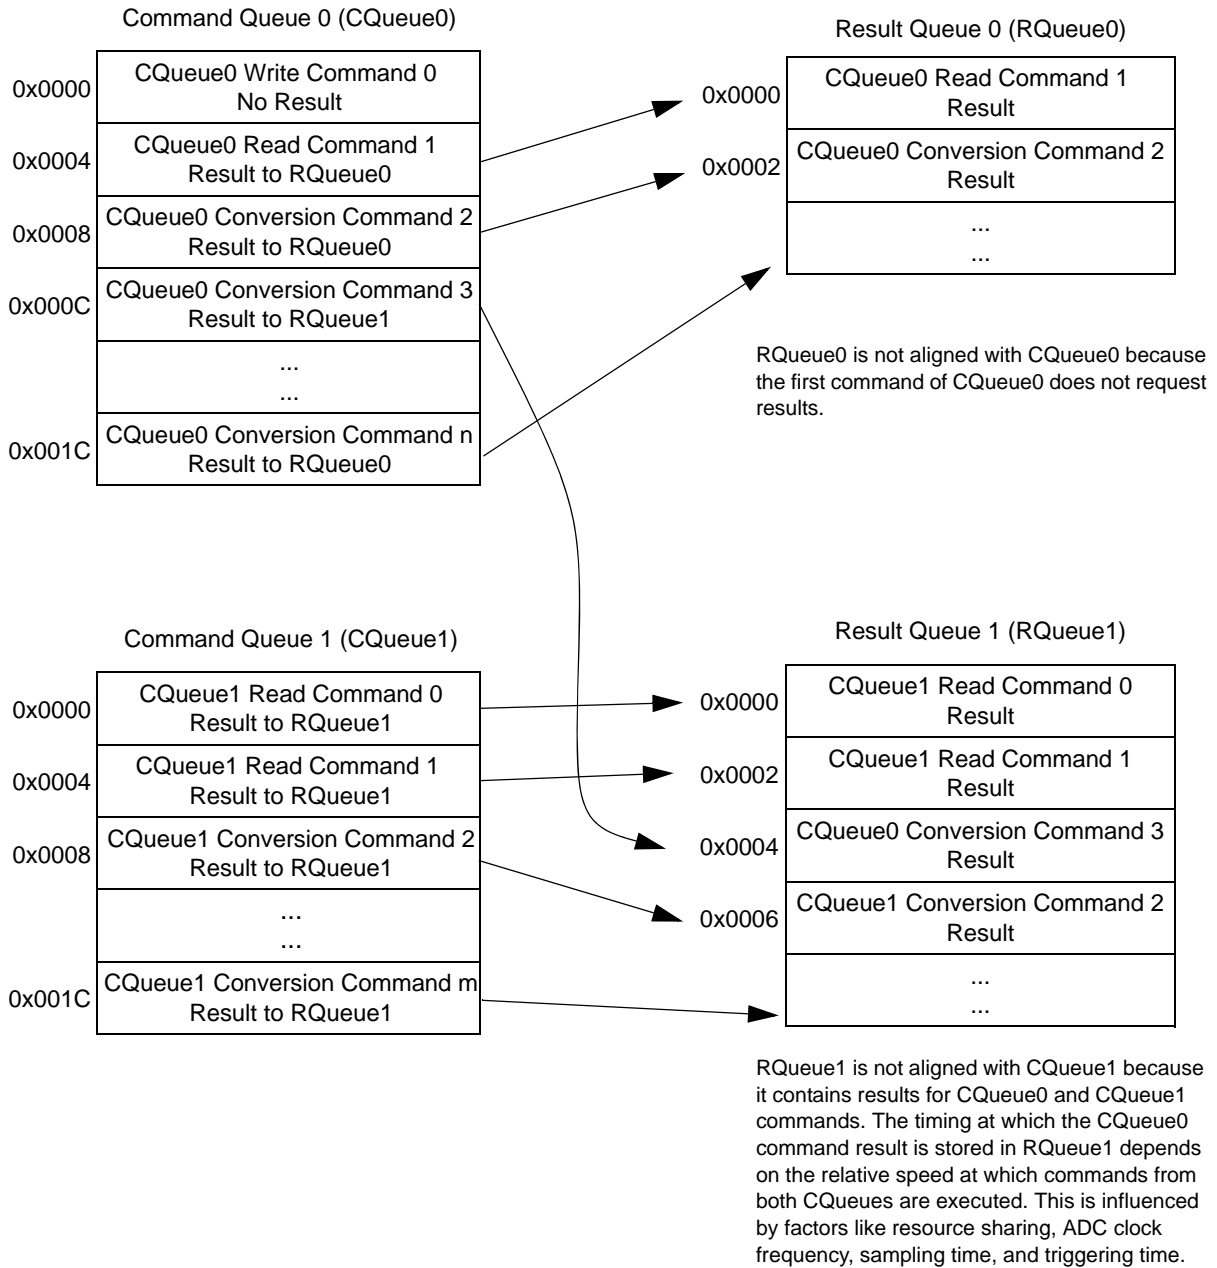 Command Queue 0 (CQueue0)
0x0000
CQueue0 Write Command 0
No Result
0x0004
CQueue0 Read Command 1
Result to RQueue0
0x0008
CQueue0 Conversion Command 2
Result to RQueue0
0x000C
CQueue0 Conversion Command 3
Result to RQueue1
...
...
0x001C
CQueue0 Conversion Command n
Result to RQueue0
Result Queue 0 (RQueue0)
0x0000
CQueue0 Read Command 1
Result
0x0002
CQueue0 Conversion Command 2
Result
...
...
RQueue0 is not aligned with CQueue0 because
the first command of CQueue0 does not request
results.
Command Queue 1 (CQueue1)
0x0000
CQueue1 Read Command 0
Result to RQueue1
0x0004
CQueue1 Read Command 1
Result to RQueue1
0x0008
CQueue1 Conversion Command 2
Result to RQueue1
...
...
0x001C
CQueue1 Conversion Command m
Result to RQueue1
Result Queue 1 (RQueue1)
0x0000
CQueue1 Read Command 0
Result
0x0002
CQueue1 Read Command 1
Result
0x0004
CQueue0 Conversion Command 3
Result
0x0006
CQueue1 Conversion Command 2
Result
...
...
RQueue1 is not aligned with CQueue1 because
it contains results for CQueue0 and CQueue1
commands. The timing at which the CQueue0
command result is stored in RQueue1 depends
on the relative speed at which commands from
both CQueues are executed. This is influenced
by factors like resource sharing, ADC clock
frequency, sampling time, and triggering time.